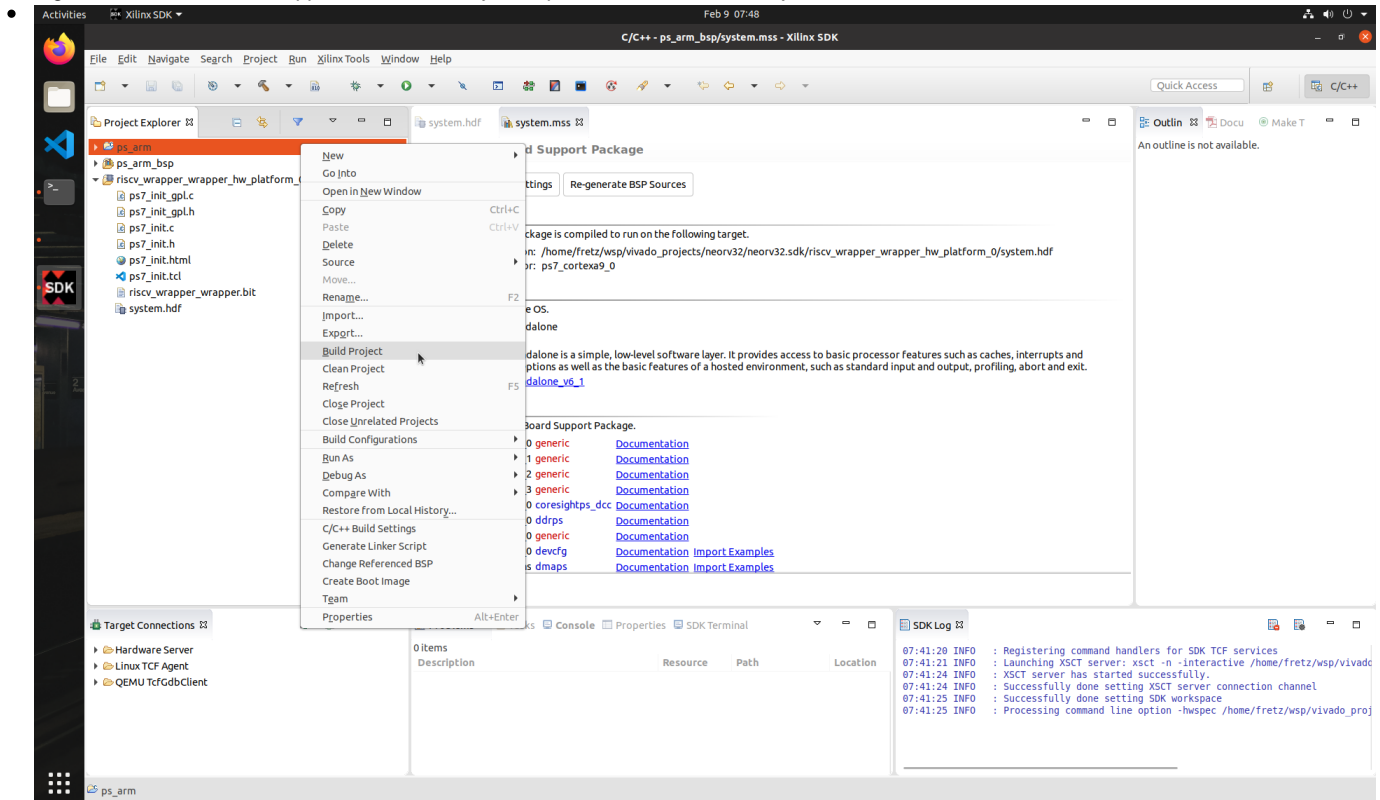 Activities Xilinx SDK Feb 9 07:48
C/C++ - ps_arm_bsp/system.mss - Xilinx SDK
File Edit Navigate Search Project Run Xilinx Tools Window Help
Quick Access C/C++
Project Explorer system.hdf system.mss Outlin Docu Make T
ps_arm
ps_arm_bsp
riscv_wrapper_wrapper_hw_platform_
ps7_init_gpl.c
ps7_init_gpl.h
ps7_init.c
ps7_init.h
ps7_init.html
ps7_init.tcl
riscv_wrapper_wrapper.bit
system.hdf
New
Go Into
Open in New Window
Copy Ctrl+C
Paste Ctrl+V
Delete
Source
Move...
Rename... F2
Import...
Export...
Build Project
Clean Project
Refresh F5
Close Project
Close Unrelated Projects
Build Configurations
Run As
Debug As
Compare With
Restore from Local History...
C/C++ Build Settings
Generate Linker Script
Change Referenced BSP
Create Boot Image
Team
Properties Alt+Enter
d Support Package
ttings Re-generate BSP Sources
ckage is compiled to run on the following target.
on: /home/fretz/wsp/vivado_projects/neorv32/neorv32.sdk/riscv_wrapper_wrapper_hw_platform_0/system.hdf
or: ps7_cortexa9_0
e OS.
dalone
dalone is a simple, low-level software layer. It provides access to basic processor features such as caches, interrupts and
ptions as well as the basic features of a hosted environment, such as standard input and output, profiling, abort and exit.
dalone_v6_1
Board Support Package.
0 generic Documentation
1 generic Documentation
2 generic Documentation
3 generic Documentation
0 coresightps_dcc Documentation
0 ddrps Documentation
0 generic Documentation
0 devcfg Documentation Import Examples
s dmaps Documentation Import Examples
An outline is not available.
SDK
Target Connections
Hardware Server
Linux TCF Agent
QEMU TcfGdbClient
Console Properties SDK Terminal
0 items
Description Resource Path Location
SDK Log
07:41:20 INFO : Registering command handlers for SDK TCF services
07:41:21 INFO : Launching XSCT server: xsct -n -interactive /home/fretz/wsp/vivado
07:41:24 INFO : XSCT server has started successfully.
07:41:24 INFO : Successfully done setting XSCT server connection channel
07:41:25 INFO : Successfully done setting SDK workspace
07:41:25 INFO : Processing command line option -hwspec /home/fretz/wsp/vivado_proj
ps_arm